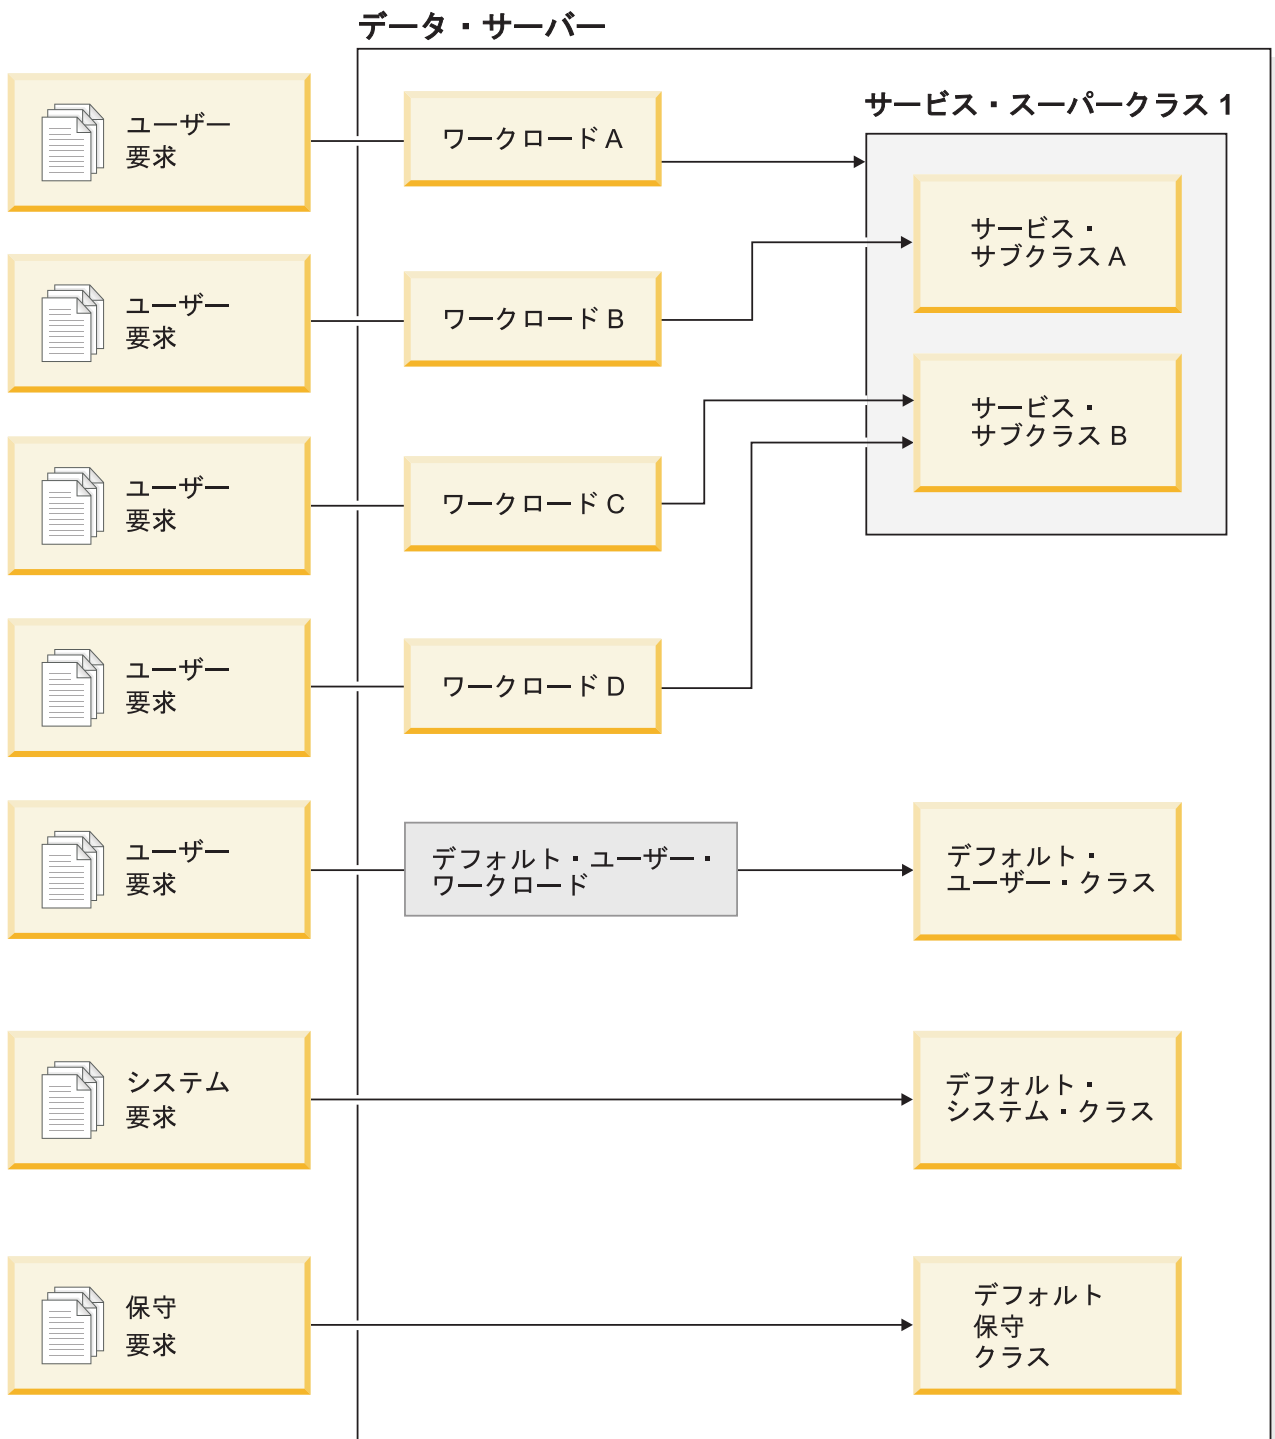 データ・サーバー
サービス・スーパークラス 1
ユーザー
要求
ワークロード A
サービス・
サブクラス A
ユーザー
要求
ワークロード B
サービス・
サブクラス B
ユーザー
要求
ワークロード C
ユーザー
要求
ワークロード D
ユーザー
要求
デフォルト・ユーザー・
ワークロード
デフォルト・
ユーザー・クラス
システム
要求
デフォルト・
システム・クラス
保守
要求
デフォルト
保守
クラス